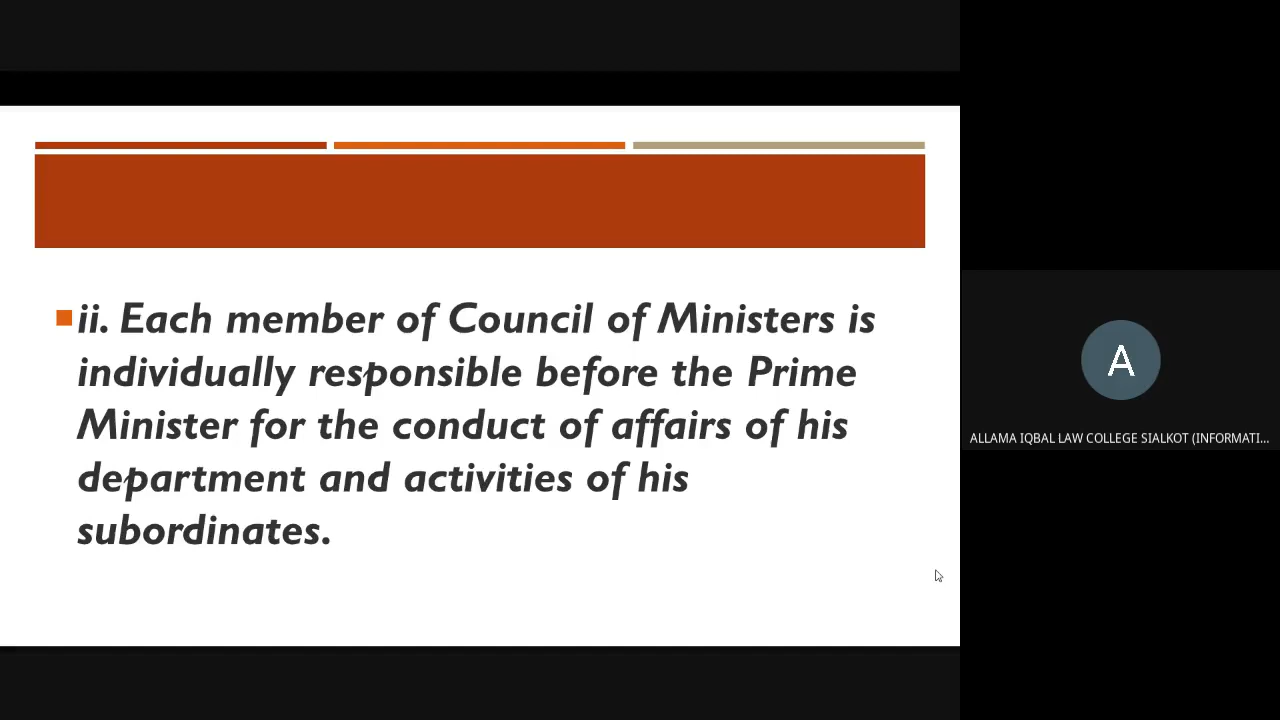 ii. Each member of Council of Ministers is
individually responsible before the Prime
Minister for the conduct of affairs of his
department and activities of his
subordinates.
A
ALLAMA IQBAL LAW COLLEGE SIALKOT (INFORMATI...